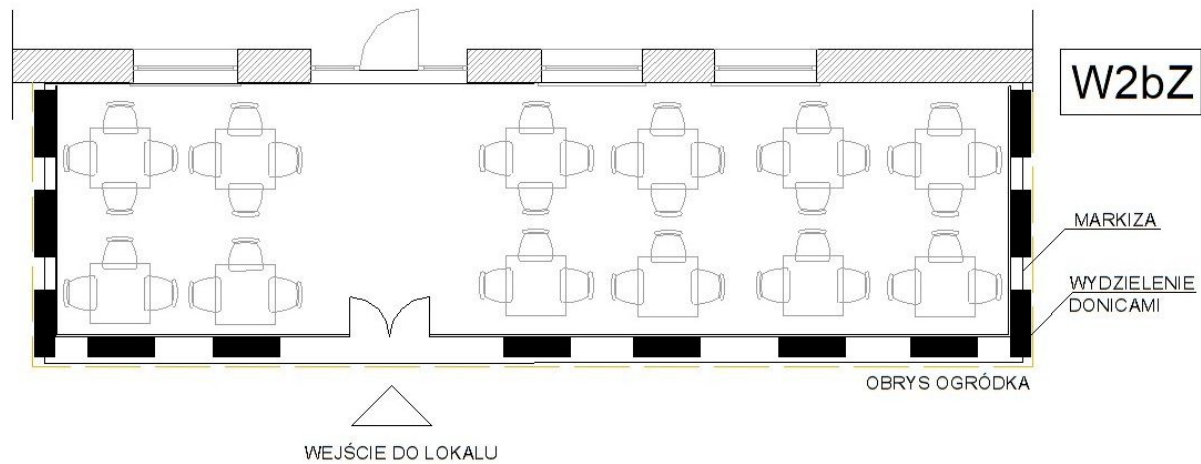 W2bZ
MARKIZA
WYDZIELENIE
DONICAMI
OBRYS OGRÓDKA
WEJŚCIE DO LOKALU